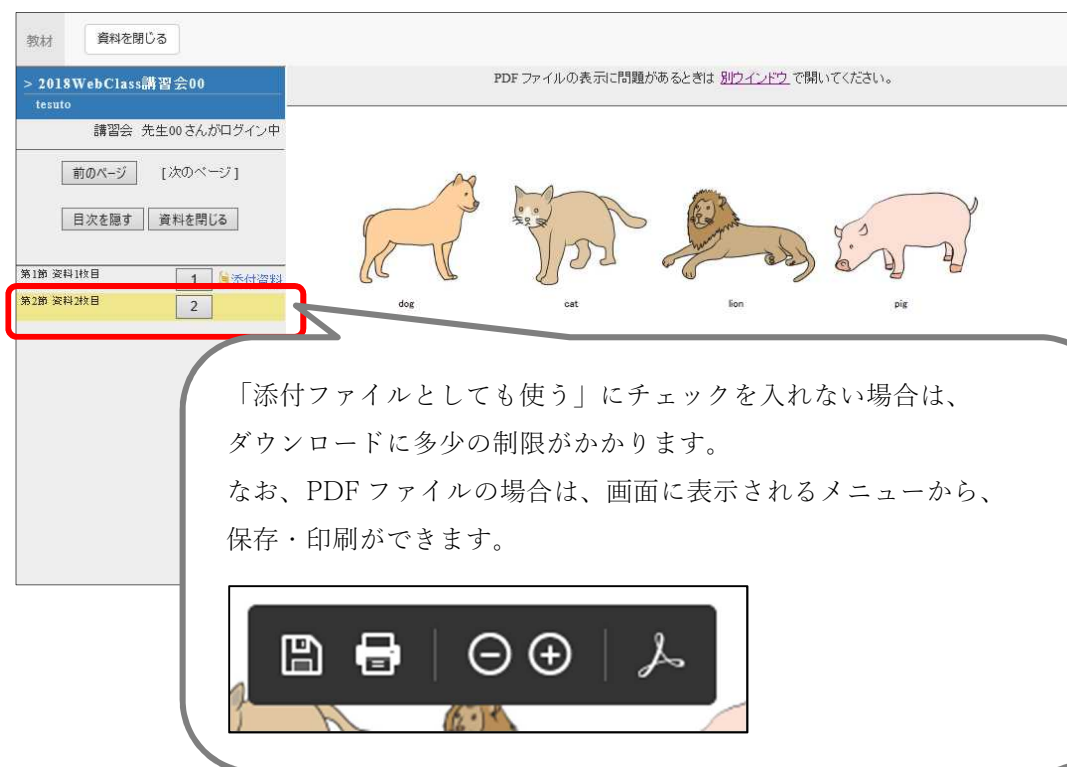 教材 資料を閉じる
PDFファイルの表示に問題があるときは 別ウインドウ で開いてください。
> 2018WebClass講習会00
tesuto
講習会 先生00さんがログイン中
前のページ [次のページ]
目次を隠す 資料を閉じる
第1節 資料1枚目 1 添付資料
第2節 資料2枚目 2
dog cat lion pig
「添付ファイルとしても使う」にチェックを入れない場合は、
ダウンロードに多少の制限がかかります。
なお、PDFファイルの場合は、画面に表示されるメニューから、
保存・印刷ができます。